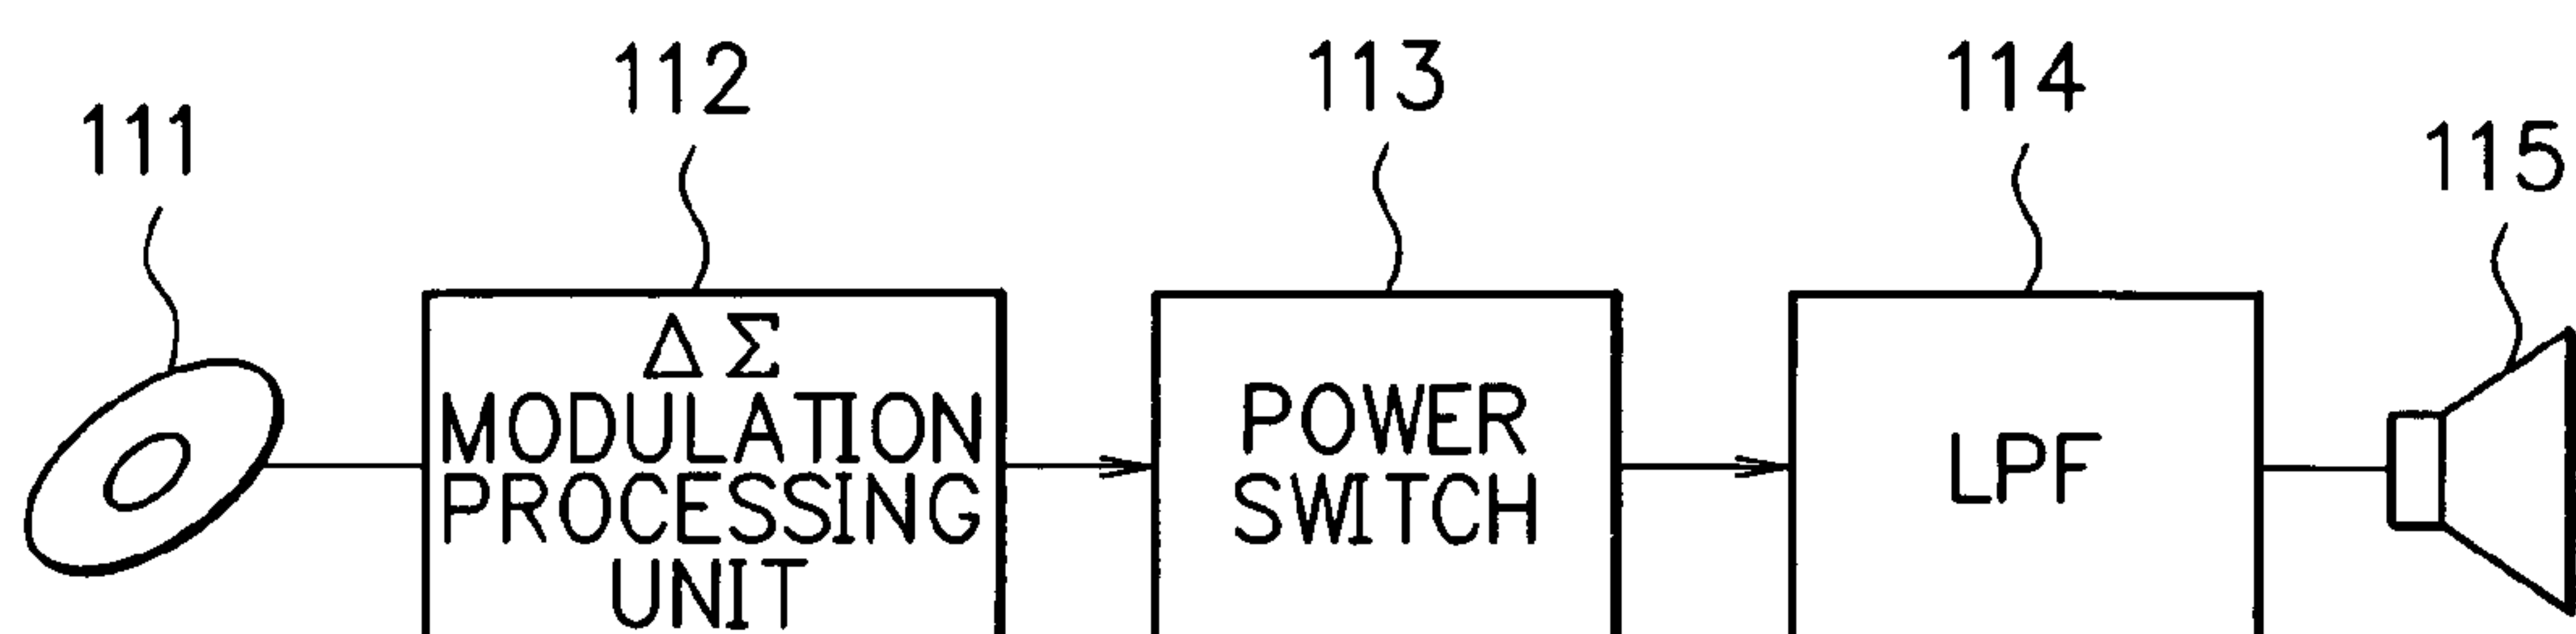 111
112
113
114
115
ΔΣ
MODULATION
PROCESSING
UNIT
POWER
SWITCH
LPF